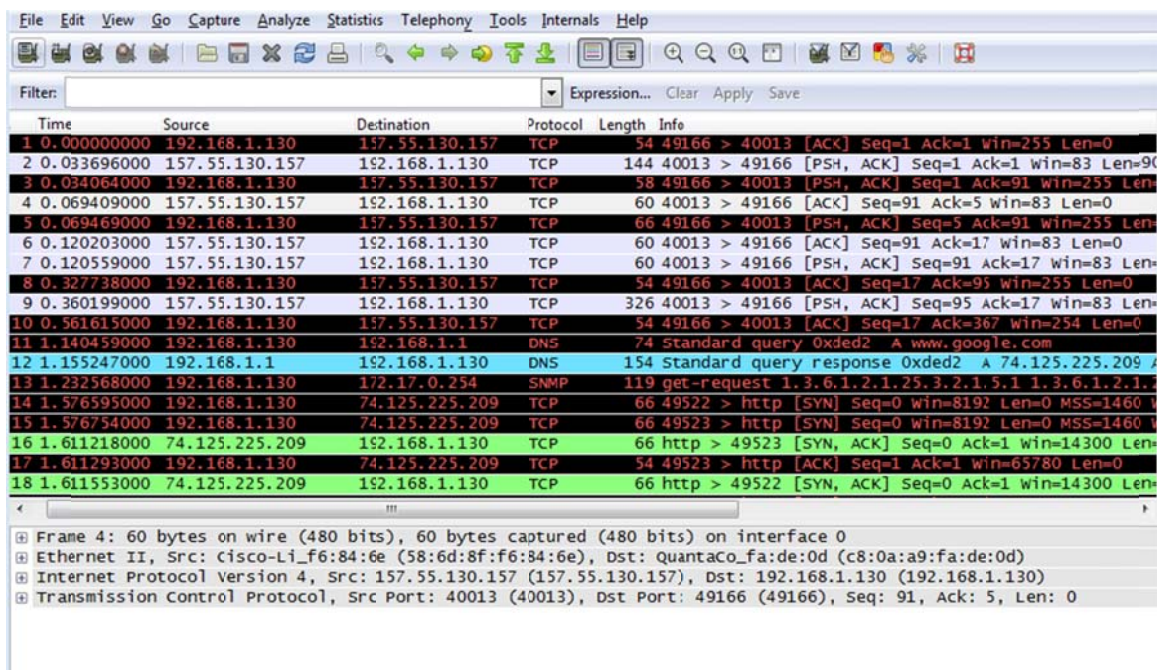 File Edit View Go Capture Analyze Statistics Telephony Tools Internals Help
Filter: Expression... Clear Apply Save
Time Source Destination Protocol Length Info
1 0.000000000 192.168.1.130 157.55.130.157 TCP 54 49166 > 40013 [ACK] Seq=1 Ack=1 Win=255 Len=0
2 0.033696000 157.55.130.157 192.168.1.130 TCP 144 40013 > 49166 [PSH, ACK] Seq=1 Ack=1 Win=83 Len=90
3 0.034064000 192.168.1.130 157.55.130.157 TCP 58 49166 > 40013 [PSH, ACK] Seq=1 Ack=91 Win=255 Len=
4 0.069409000 157.55.130.157 192.168.1.130 TCP 60 40013 > 49166 [ACK] Seq=91 Ack=5 Win=83 Len=0
5 0.069469000 192.168.1.130 157.55.130.157 TCP 66 49166 > 40013 [PSH, ACK] Seq=5 Ack=91 Win=255 Len=
6 0.120203000 157.55.130.157 192.168.1.130 TCP 60 40013 > 49166 [ACK] Seq=91 Ack=17 Win=83 Len=0
7 0.120559000 157.55.130.157 192.168.1.130 TCP 60 40013 > 49166 [PSH, ACK] Seq=91 Ack=17 Win=83 Len=
8 0.327738000 192.168.1.130 157.55.130.157 TCP 54 49166 > 40013 [ACK] Seq=17 Ack=95 Win=255 Len=0
9 0.360199000 157.55.130.157 192.168.1.130 TCP 326 40013 > 49166 [PSH, ACK] Seq=95 Ack=17 Win=83 Len=
10 0.561615000 192.168.1.130 157.55.130.157 TCP 54 49166 > 40013 [ACK] Seq=17 Ack=367 Win=254 Len=0
11 1.140459000 192.168.1.130 192.168.1.1 DNS 74 Standard query 0xded2 A www.google.com
12 1.155247000 192.168.1.1 192.168.1.130 DNS 154 Standard query response 0xded2 A 74.125.225.209 A
13 1.232568000 192.168.1.130 172.17.0.254 SNMP 119 get-request 1.3.6.1.2.1.25.3.2.1.5.1 1.3.6.1.2.1.2
14 1.576595000 192.168.1.130 74.125.225.209 TCP 66 49522 > http [SYN] Seq=0 Win=8192 Len=0 MSS=1460 W
15 1.576754000 192.168.1.130 74.125.225.209 TCP 66 49523 > http [SYN] Seq=0 Win=8192 Len=0 MSS=1460 W
16 1.611218000 74.125.225.209 192.168.1.130 TCP 66 http > 49523 [SYN, ACK] Seq=0 Ack=1 Win=14300 Len=
17 1.611293000 192.168.1.130 74.125.225.209 TCP 54 49523 > http [ACK] Seq=1 Ack=1 Win=65780 Len=0
18 1.611553000 74.125.225.209 192.168.1.130 TCP 66 http > 49522 [SYN, ACK] Seq=0 Ack=1 Win=14300 Len=
Frame 4: 60 bytes on wire (480 bits), 60 bytes captured (480 bits) on interface 0
Ethernet II, Src: Cisco-Li_f6:84:6e (58:6d:8f:f6:84:6e), Dst: QuantaCo_fa:de:0d (c8:0a:a9:fa:de:0d)
Internet Protocol Version 4, Src: 157.55.130.157 (157.55.130.157), Dst: 192.168.1.130 (192.168.1.130)
Transmission Control Protocol, Src Port: 40013 (40013), Dst Port: 49166 (49166), Seq: 91, Ack: 5, Len: 0